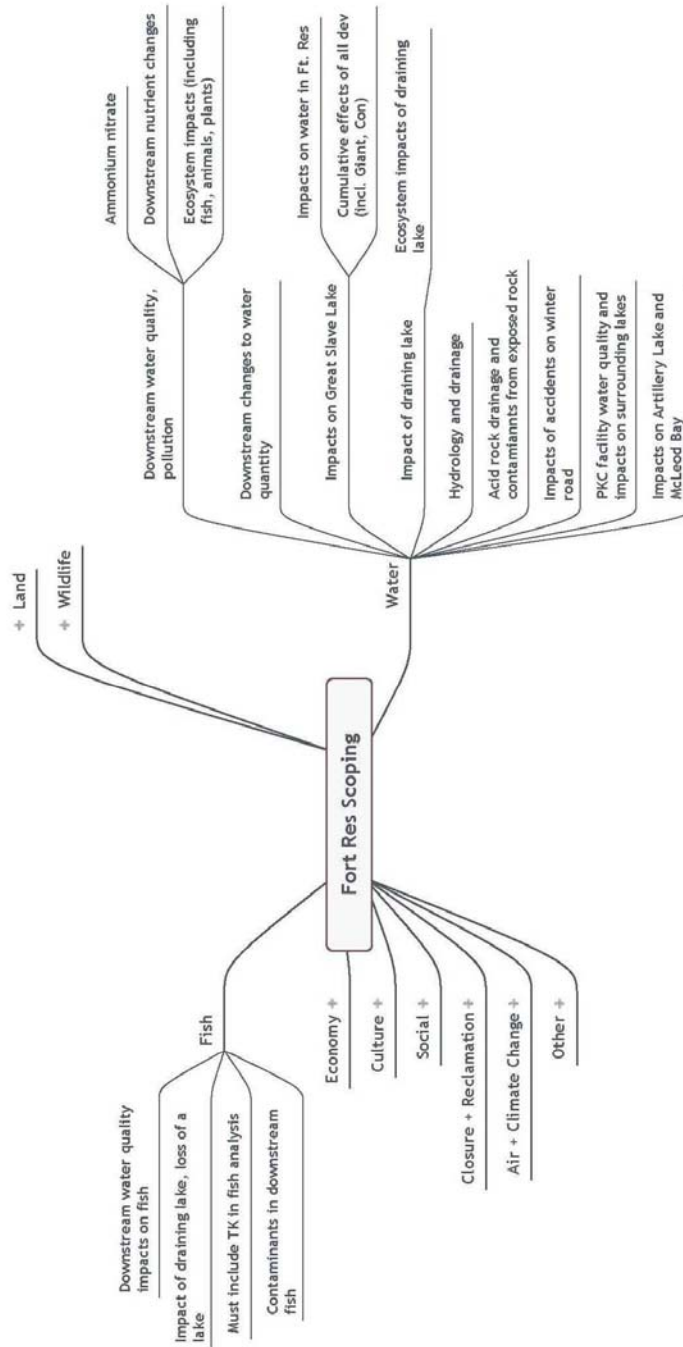 Fort Res Scoping
+ Land
+ Wildlife
Water
Downstream water quality,
pollution
Ammonium nitrate
Downstream nutrient changes
Ecosystem impacts (including
fish, animals, plants)
Downstream changes to water
quantity
Impacts on Great Slave Lake
Impacts on water in Ft. Res
Cumulative effects of all dev
(incl. Giant, Con)
Impact of draining lake
Ecosystem impacts of draining
lake
Hydrology and drainage
Acid rock drainage and
contamiannts from exposed rock
Impacts of accidents on winter
road
PKC facility water quality and
impacts on surrounding lakes
Impacts on Artillery Lake and
McLeod Bay
Fish
Downstream water quality
impacts on fish
Impact of draining lake, loss of a
lake
Must include TK in fish analysis
Contaminants in downstream
fish
Economy +
Culture +
Social +
Closure + Reclamation +
Air + Climate Change +
Other +